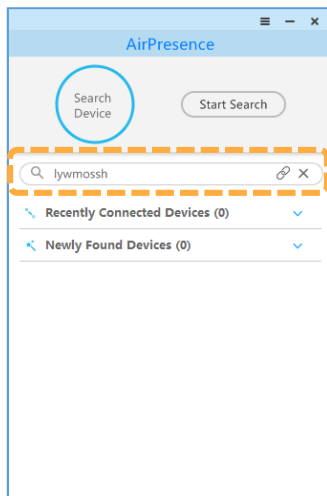 AirPresence
Search
Device
Start Search
lywmossh
Recently Connected Devices (0)
Newly Found Devices (0)